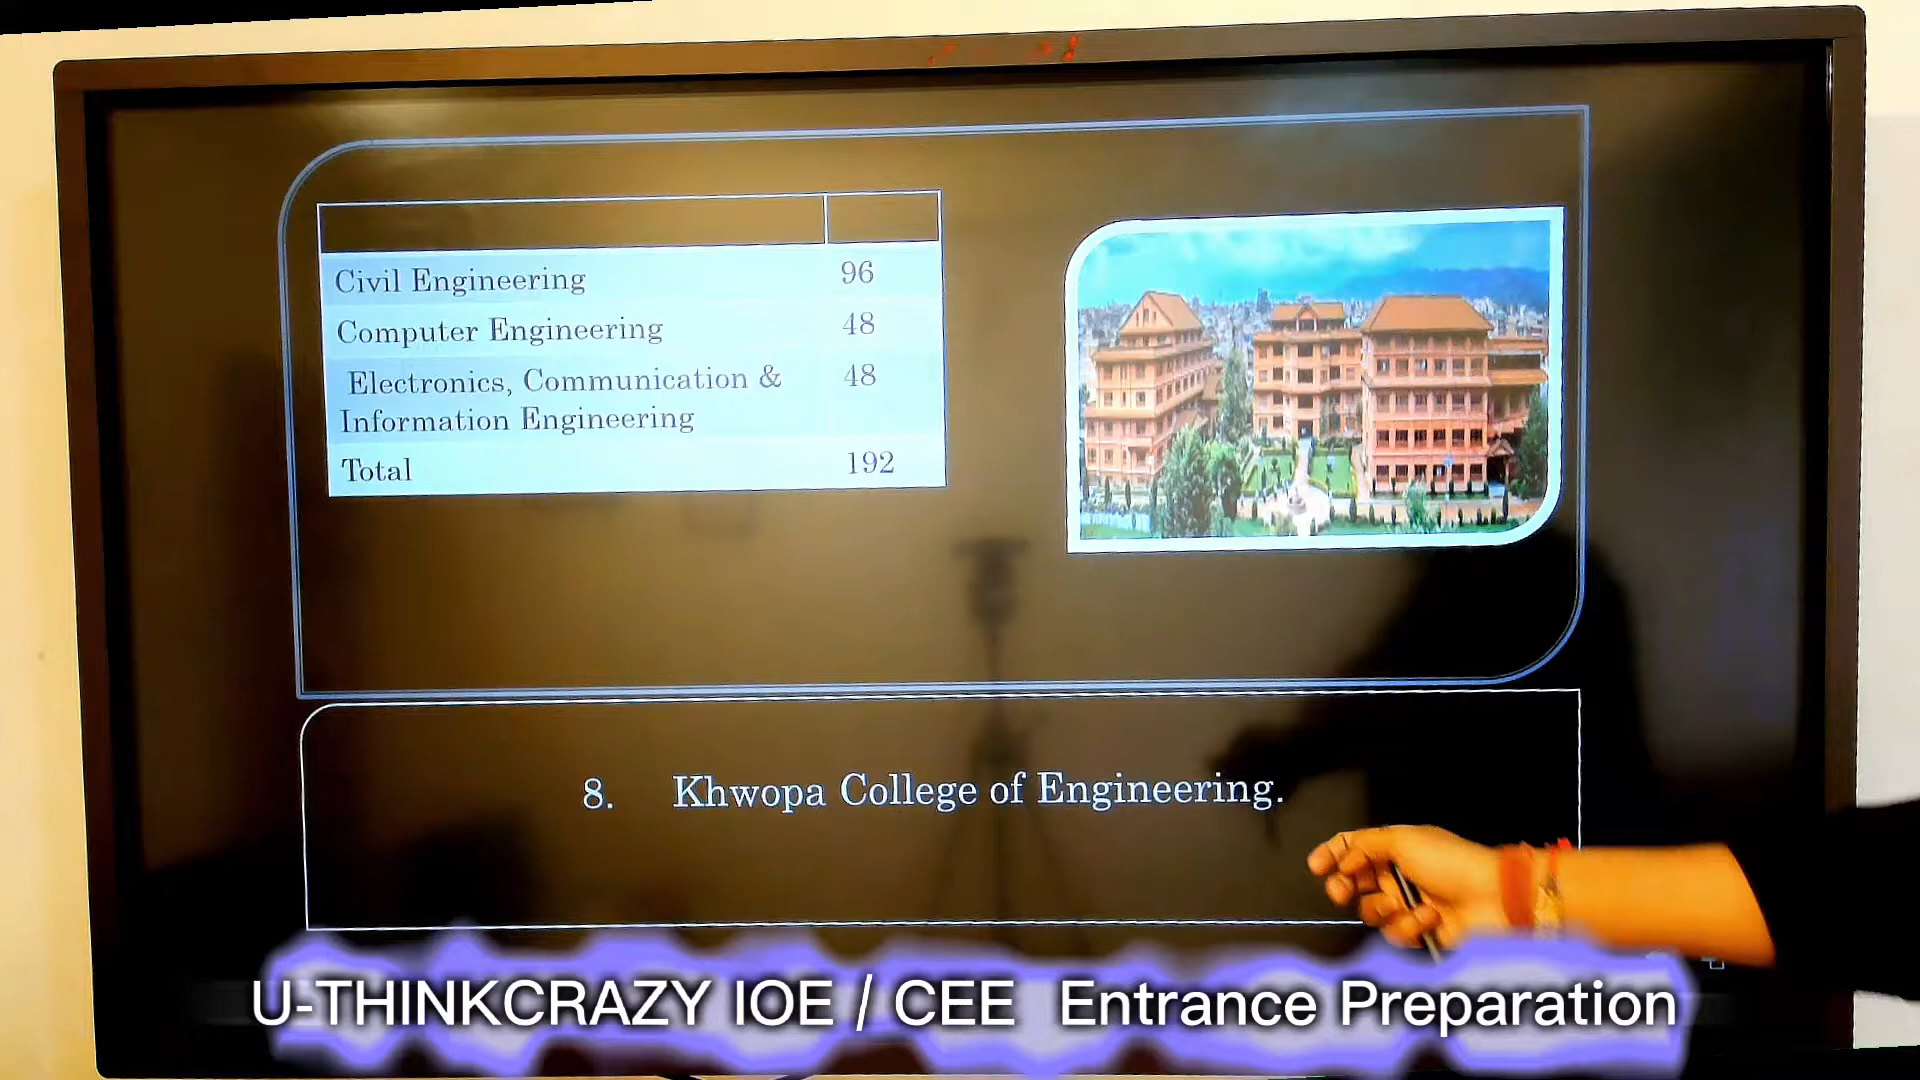 Civil Engineering 96
Computer Engineering 48
Electronics, Communication & 48
Information Engineering
Total 192
8. Khwopa College of Engineering.
U-THINKCRAZY IOE / CEE Entrance Preparation